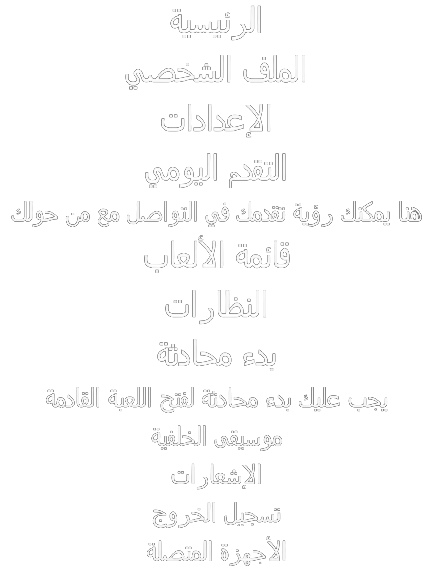 الرئيسية
الملف الشخصي
الإعدادات
التقدم اليومي
هنا يمكنك رؤية تقدمك في التواصل مع من حولك
قائمة الألعاب
النظارات
بدء محادثة
يجب عليك بدء محادثة لفتح اللعبة القادمة
موسيقى الخلفية
الإشعارات
تسجيل الخروج
الأجهزة المتصلة